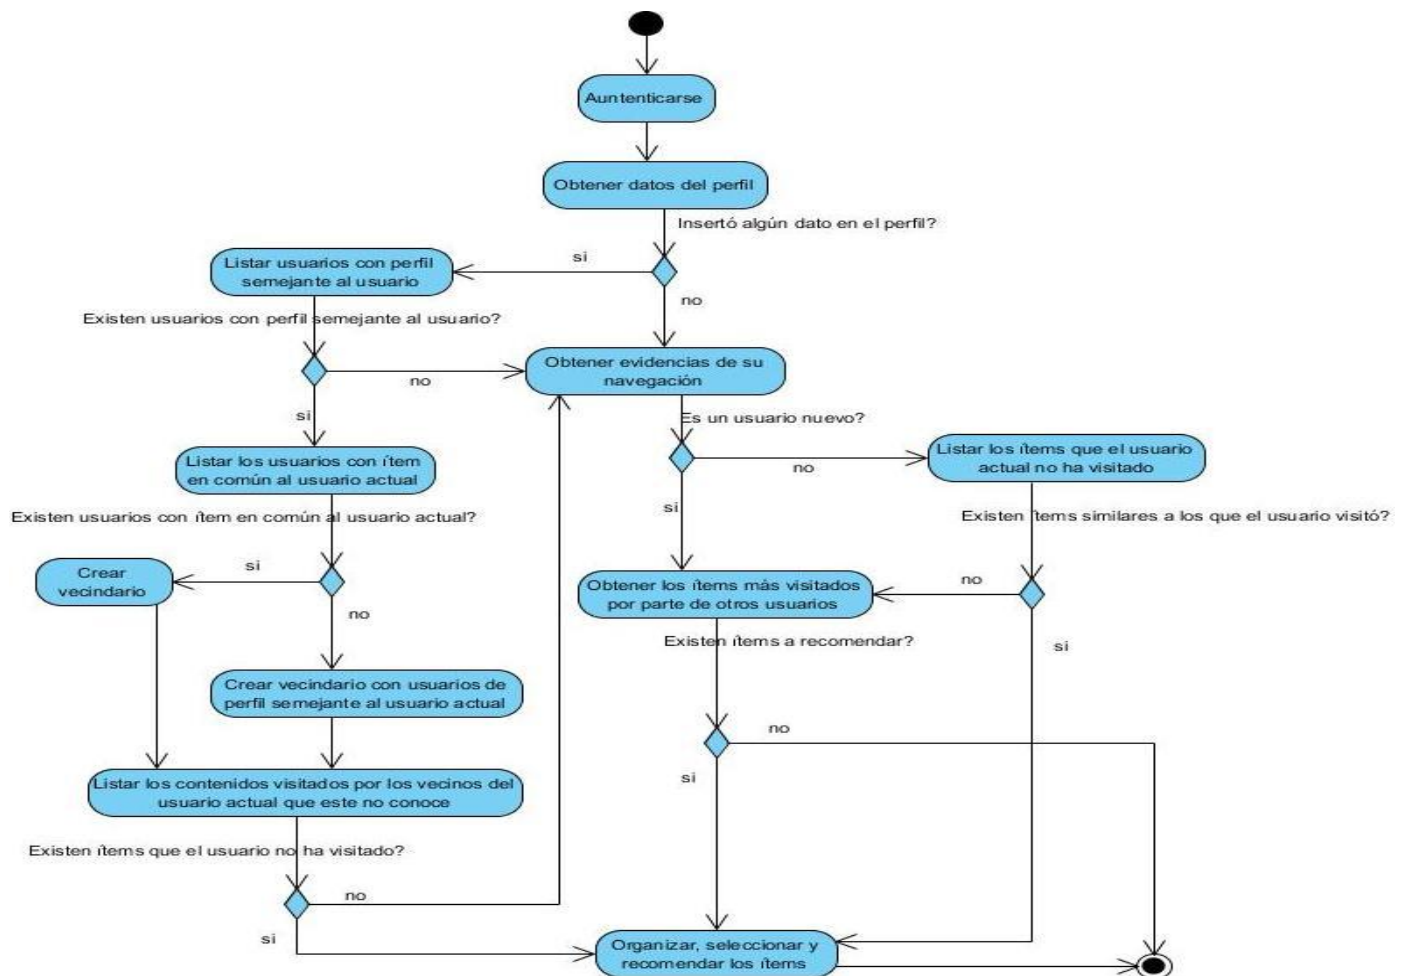 Auntenticarse
Obtener datos del perfil
Insertó algún dato en el perfil?
si
no
Listar usuarios con perfil
semejante al usuario
Existen usuarios con perfil semejante al usuario?
no
si
Obtener evidencias de su
navegación
Es un usuario nuevo?
no
si
Listar los ítems que el usuario
actual no ha visitado
Existen ítems similares a los que el usuario visitó?
no
si
Listar los usuarios con ítem
en común al usuario actual
Existen usuarios con ítem en común al usuario actual?
si
no
Crear
vecindario
Crear vecindario con usuarios de
perfil semejante al usuario actual
Obtener los ítems más visitados
por parte de otros usuarios
Existen ítems a recomendar?
no
si
Listar los contenidos visitados por los vecinos del
usuario actual que este no conoce
Existen ítems que el usuario no ha visitado?
no
si
Organizar, seleccionar y
recomendar los ítems